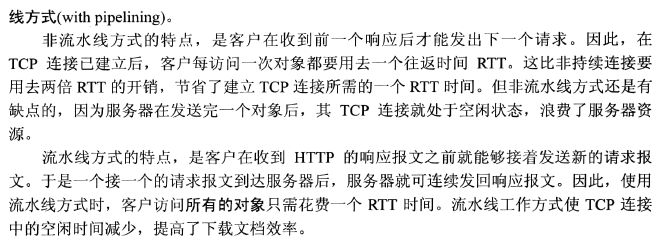 线方式(with pipelining)。
非流水线方式的特点，是客户在收到前一个响应后才能发出下一个请求。因此，在
TCP 连接已建立后，客户每访问一次对象都要用去一个往返时间 RTT。这比非持续连接要
用去两倍 RTT 的开销，节省了建立 TCP 连接所需的一个 RTT 时间。但非流水线方式还是有
缺点的，因为服务器在发送完一个对象后，其 TCP 连接就处于空闲状态，浪费了服务器资
源。
流水线方式的特点，是客户在收到 HTTP 的响应报文之前就能够接着发送新的请求报
文。于是一个接一个的请求报文到达服务器后，服务器就可连续发回响应报文。因此，使用
流水线方式时，客户访问所有的对象只需花费一个 RTT 时间。流水线工作方式使 TCP 连接
中的空闲时间减少，提高了下载文档效率。